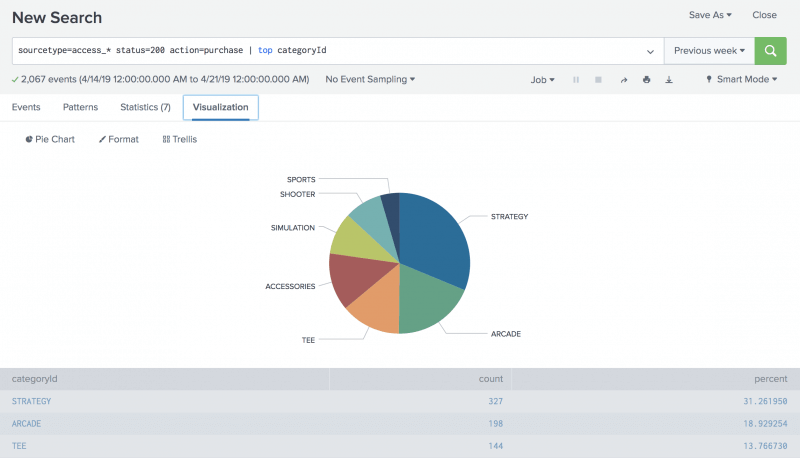 New Search
Save As ▾ Close
sourcetype=access_* status=200 action=purchase | top categoryId
Previous week ▾
✓ 2,067 events (4/14/19 12:00:00.000 AM to 4/21/19 12:00:00.000 AM) No Event Sampling ▾ Job ▾ Smart Mode ▾
Events Patterns Statistics (7) Visualization
Pie Chart Format Trellis
SPORTS
SHOOTER
STRATEGY
SIMULATION
ACCESSORIES
ARCADE
TEE
categoryId count percent
STRATEGY 327 31.261950
ARCADE 198 18.929254
TEE 144 13.766730